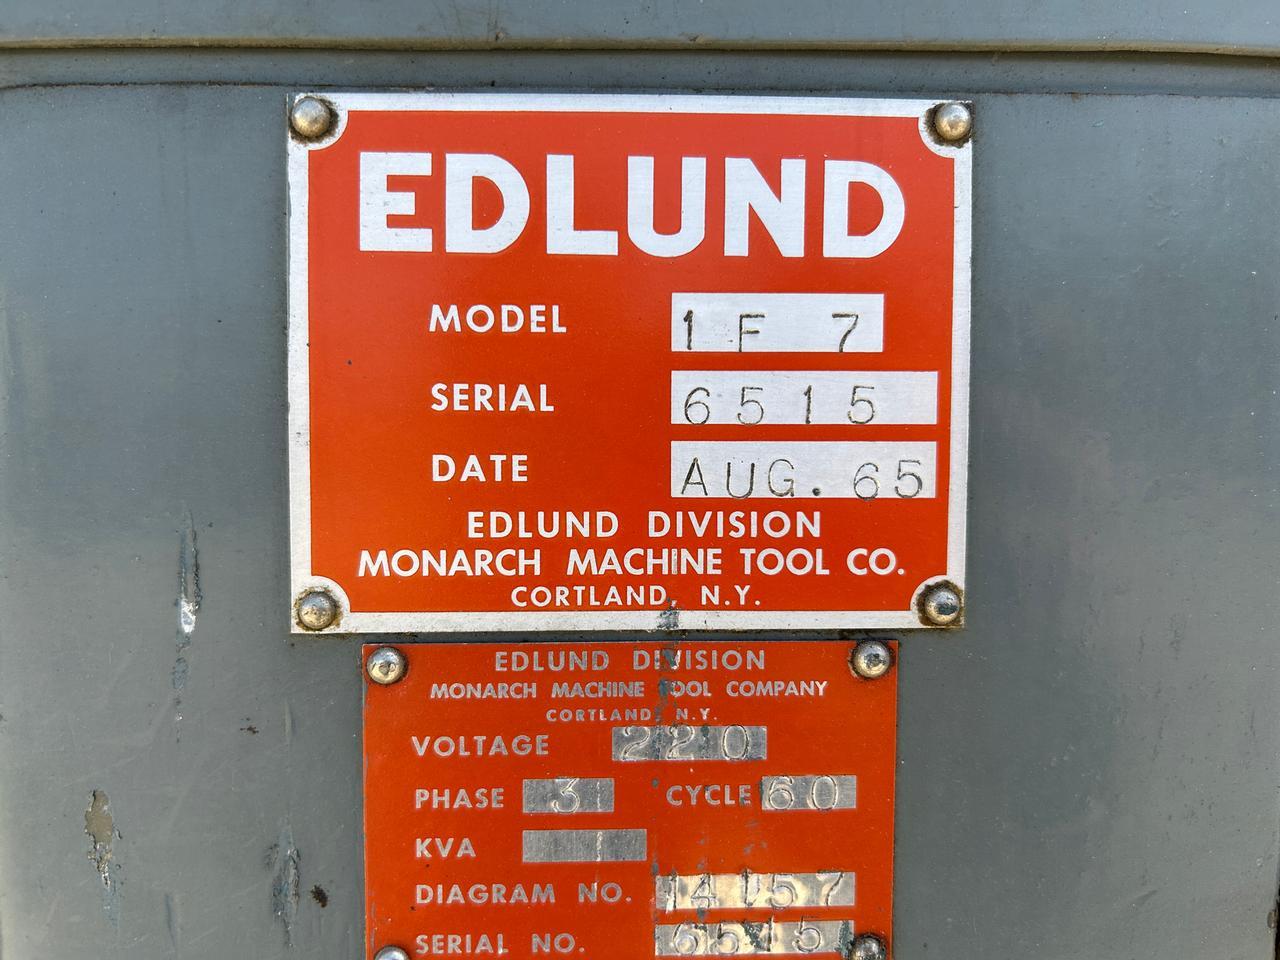 EDLUND
MODEL 1 F 7
SERIAL 6515
DATE AUG. 65
EDLUND DIVISION
MONARCH MACHINE TOOL CO.
CORTLAND, N.Y.
EDLUND DIVISION
MONARCH MACHINE TOOL COMPANY
CORTLAND, N.Y.
VOLTAGE 220
PHASE 3 CYCLE 60
KVA
DIAGRAM NO. 14157
SERIAL NO. 6515